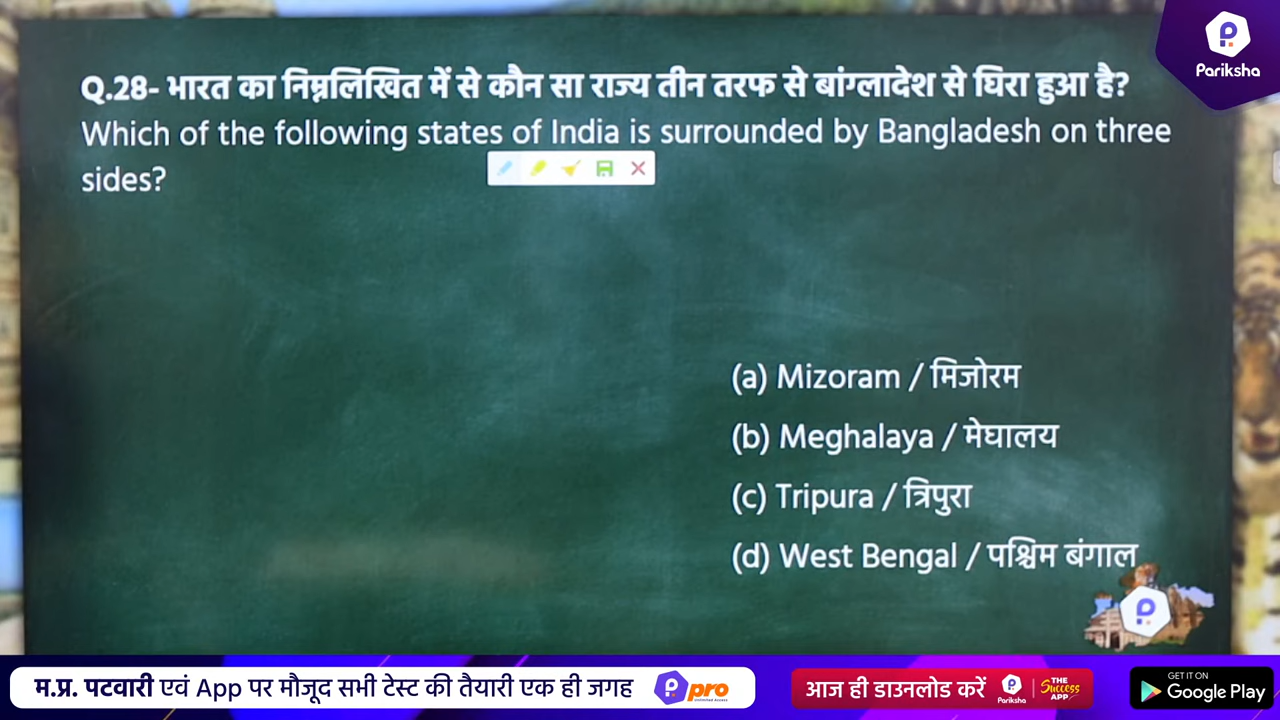 Pariksha
Q.28- भारत का निम्नलिखित में से कौन सा राज्य तीन तरफ से बांग्लादेश से घिरा हुआ है?
Which of the following states of India is surrounded by Bangladesh on three
sides?
(a) Mizoram / मिजोरम
(b) Meghalaya / मेघालय
(c) Tripura / त्रिपुरा
(d) West Bengal / पश्चिम बंगाल
म.प्र. पटवारी एवं App पर मौजूद सभी टेस्ट की तैयारी एक ही जगह
pro
Unlimited Access
आज ही डाउनलोड करें
Pariksha
THE
Success
APP
GET IT ON
Google Play